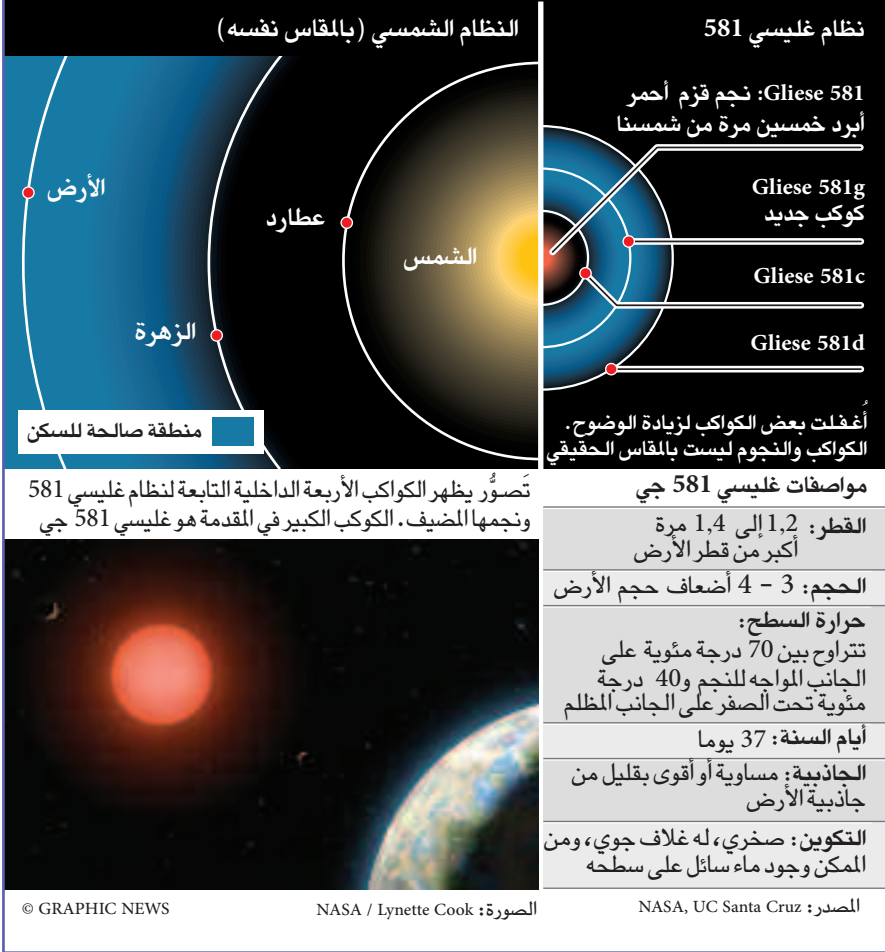 نظام غليسي 581
Gliese 581: نجم قزم أحمر
أبرد خمسين مرة من شمسنا
Gliese 581g
كوكب جديد
Gliese 581c
Gliese 581d
أُغفلت بعض الكواكب لزيادة الوضوح.
الكواكب والنجوم ليست بالمقاس الحقيقي
النظام الشمسي (بالمقاس نفسه)
الأرض
عطارد
الشمس
الزهرة
منطقة صالحة للسكن
مواصفات غليسي 581 جي
القطر: 1,2 إلى 1,4 مرة
أكبر من قطر الأرض
الحجم: 3 - 4 أضعاف حجم الأرض
حرارة السطح:
تتراوح بين 70 درجة مئوية على
الجانب المواجه للنجم و40 درجة
مئوية تحت الصفر على الجانب المظلم
أيام السنة: 37 يوما
الجاذبية: مساوية أو أقوى بقليل من
جاذبية الأرض
التكوين: صخري، له غلاف جوي، ومن
الممكن وجود ماء سائل على سطحه
تَصوُّر يظهر الكواكب الأربعة الداخلية التابعة لنظام غليسي 581
ونجمها المضيف. الكوكب الكبير في المقدمة هو غليسي 581 جي
المصدر: NASA, UC Santa Cruz
الصورة: NASA / Lynette Cook
© GRAPHIC NEWS